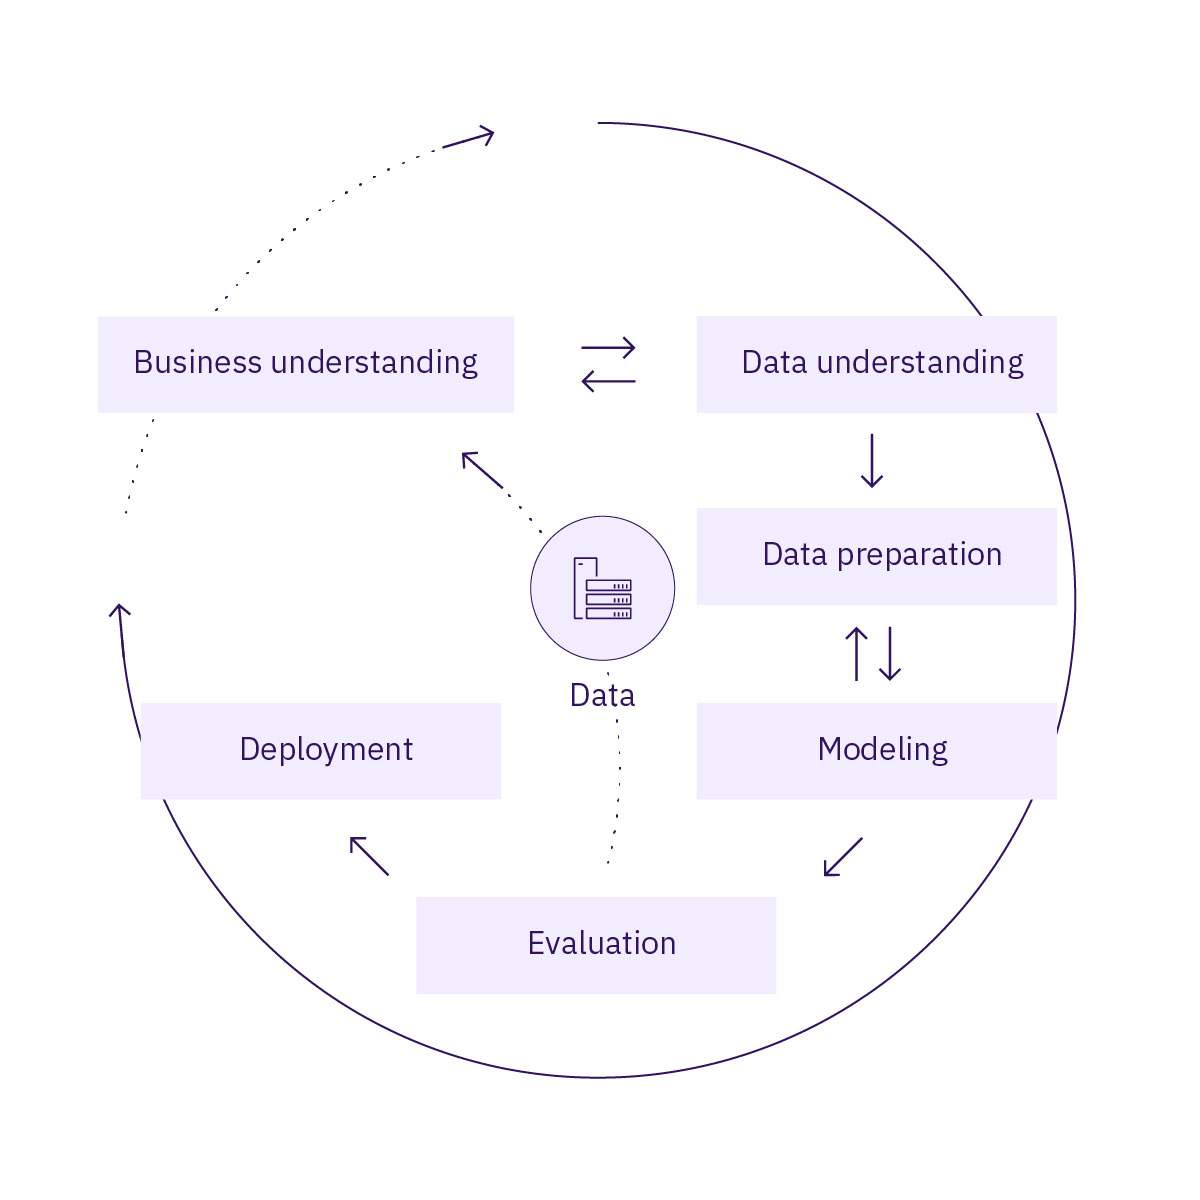 Business understanding
Data understanding
Data preparation
Data
Deployment
Modeling
Evaluation